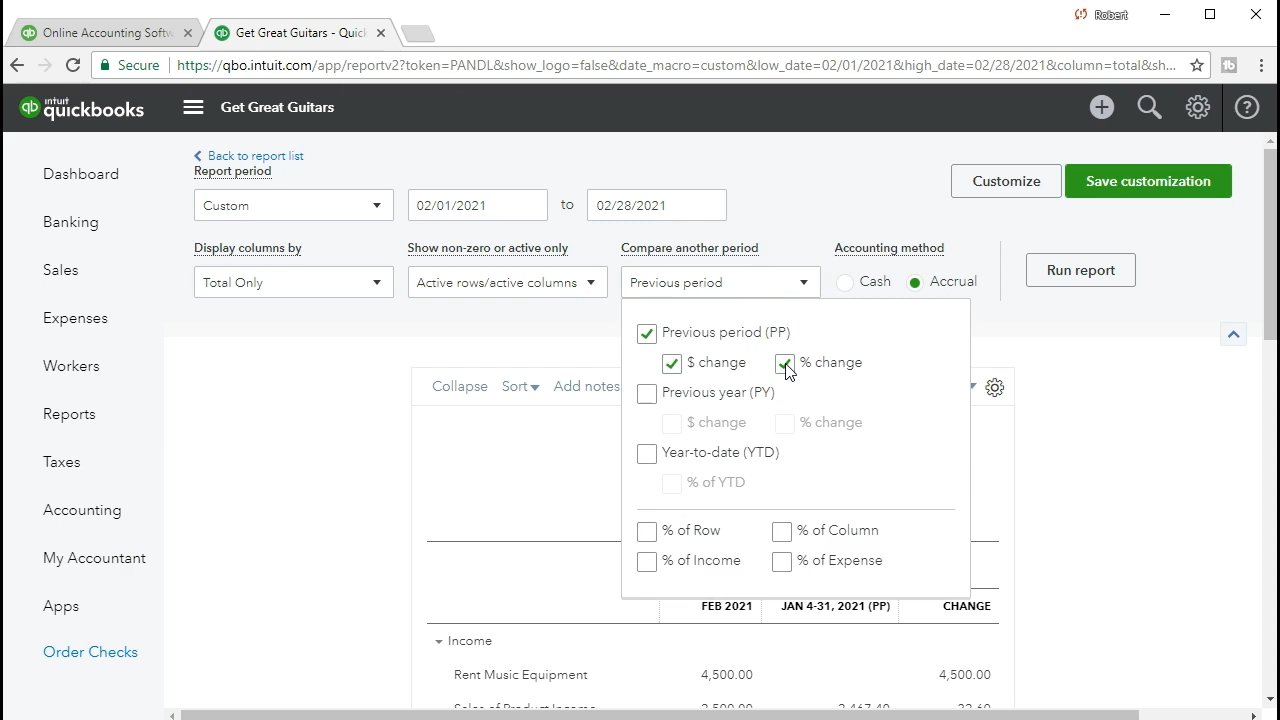 Robert
Online Accounting Softw
Get Great Guitars - Quick
Secure
https://qbo.intuit.com/app/reportv2?token=PANDL&show_logo=false&date_macro=custom&low_date=02/01/2021&high_date=02/28/2021&column=total&sh...
intuit quickbooks
Get Great Guitars
Back to report list
Report period
Custom
02/01/2021 to 02/28/2021
Customize
Save customization
Display columns by
Show non-zero or active only
Compare another period
Accounting method
Total Only
Active rows/active columns
Previous period
Cash
Accrual
Run report
Dashboard
Banking
Sales
Expenses
Workers
Reports
Taxes
Accounting
My Accountant
Apps
Order Checks
Previous period (PP)
$ change % change
Previous year (PY)
$ change % change
Year-to-date (YTD)
% of YTD
% of Row % of Column
% of Income % of Expense
Collapse Sort Add notes
FEB 2021 JAN 4-31, 2021 (PP) CHANGE
Income
Rent Music Equipment 4,500.00 4,500.00
Sales of Product Income